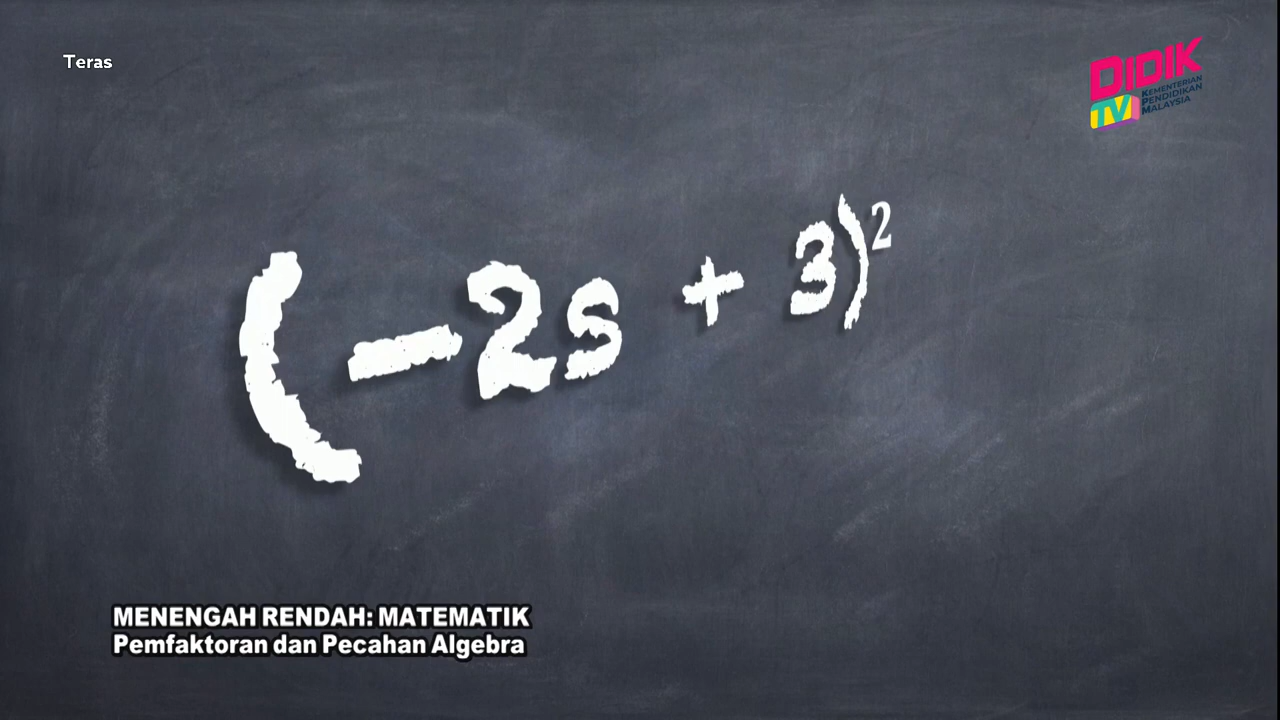 Teras
DIDIK
TV
KEMENTERIAN
PENDIDIKAN
MALAYSIA
(-2s + 3)²
MENENGAH RENDAH: MATEMATIK
Pemfaktoran dan Pecahan Algebra